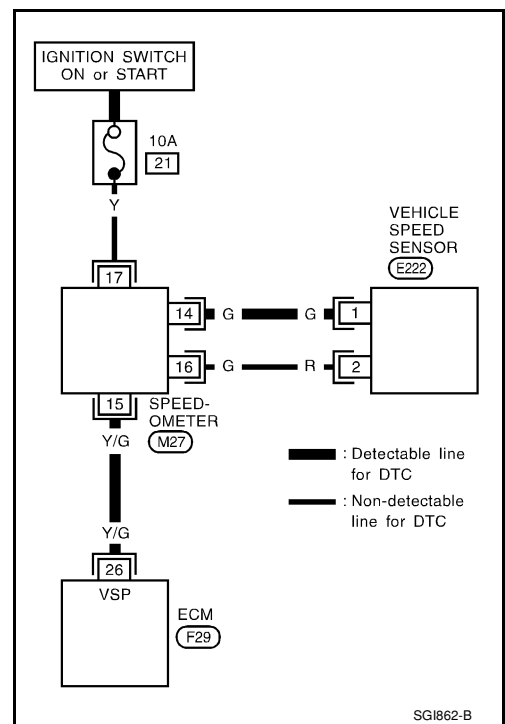 IGNITION SWITCH
ON or START
10A
21
Y
VEHICLE
SPEED
SENSOR
E222
17
14
G
G
1
16
G
R
2
15
SPEED-
OMETER
M27
Y/G
: Detectable line
for DTC
: Non-detectable
line for DTC
Y/G
26
VSP
ECM
F29
SGI862-B